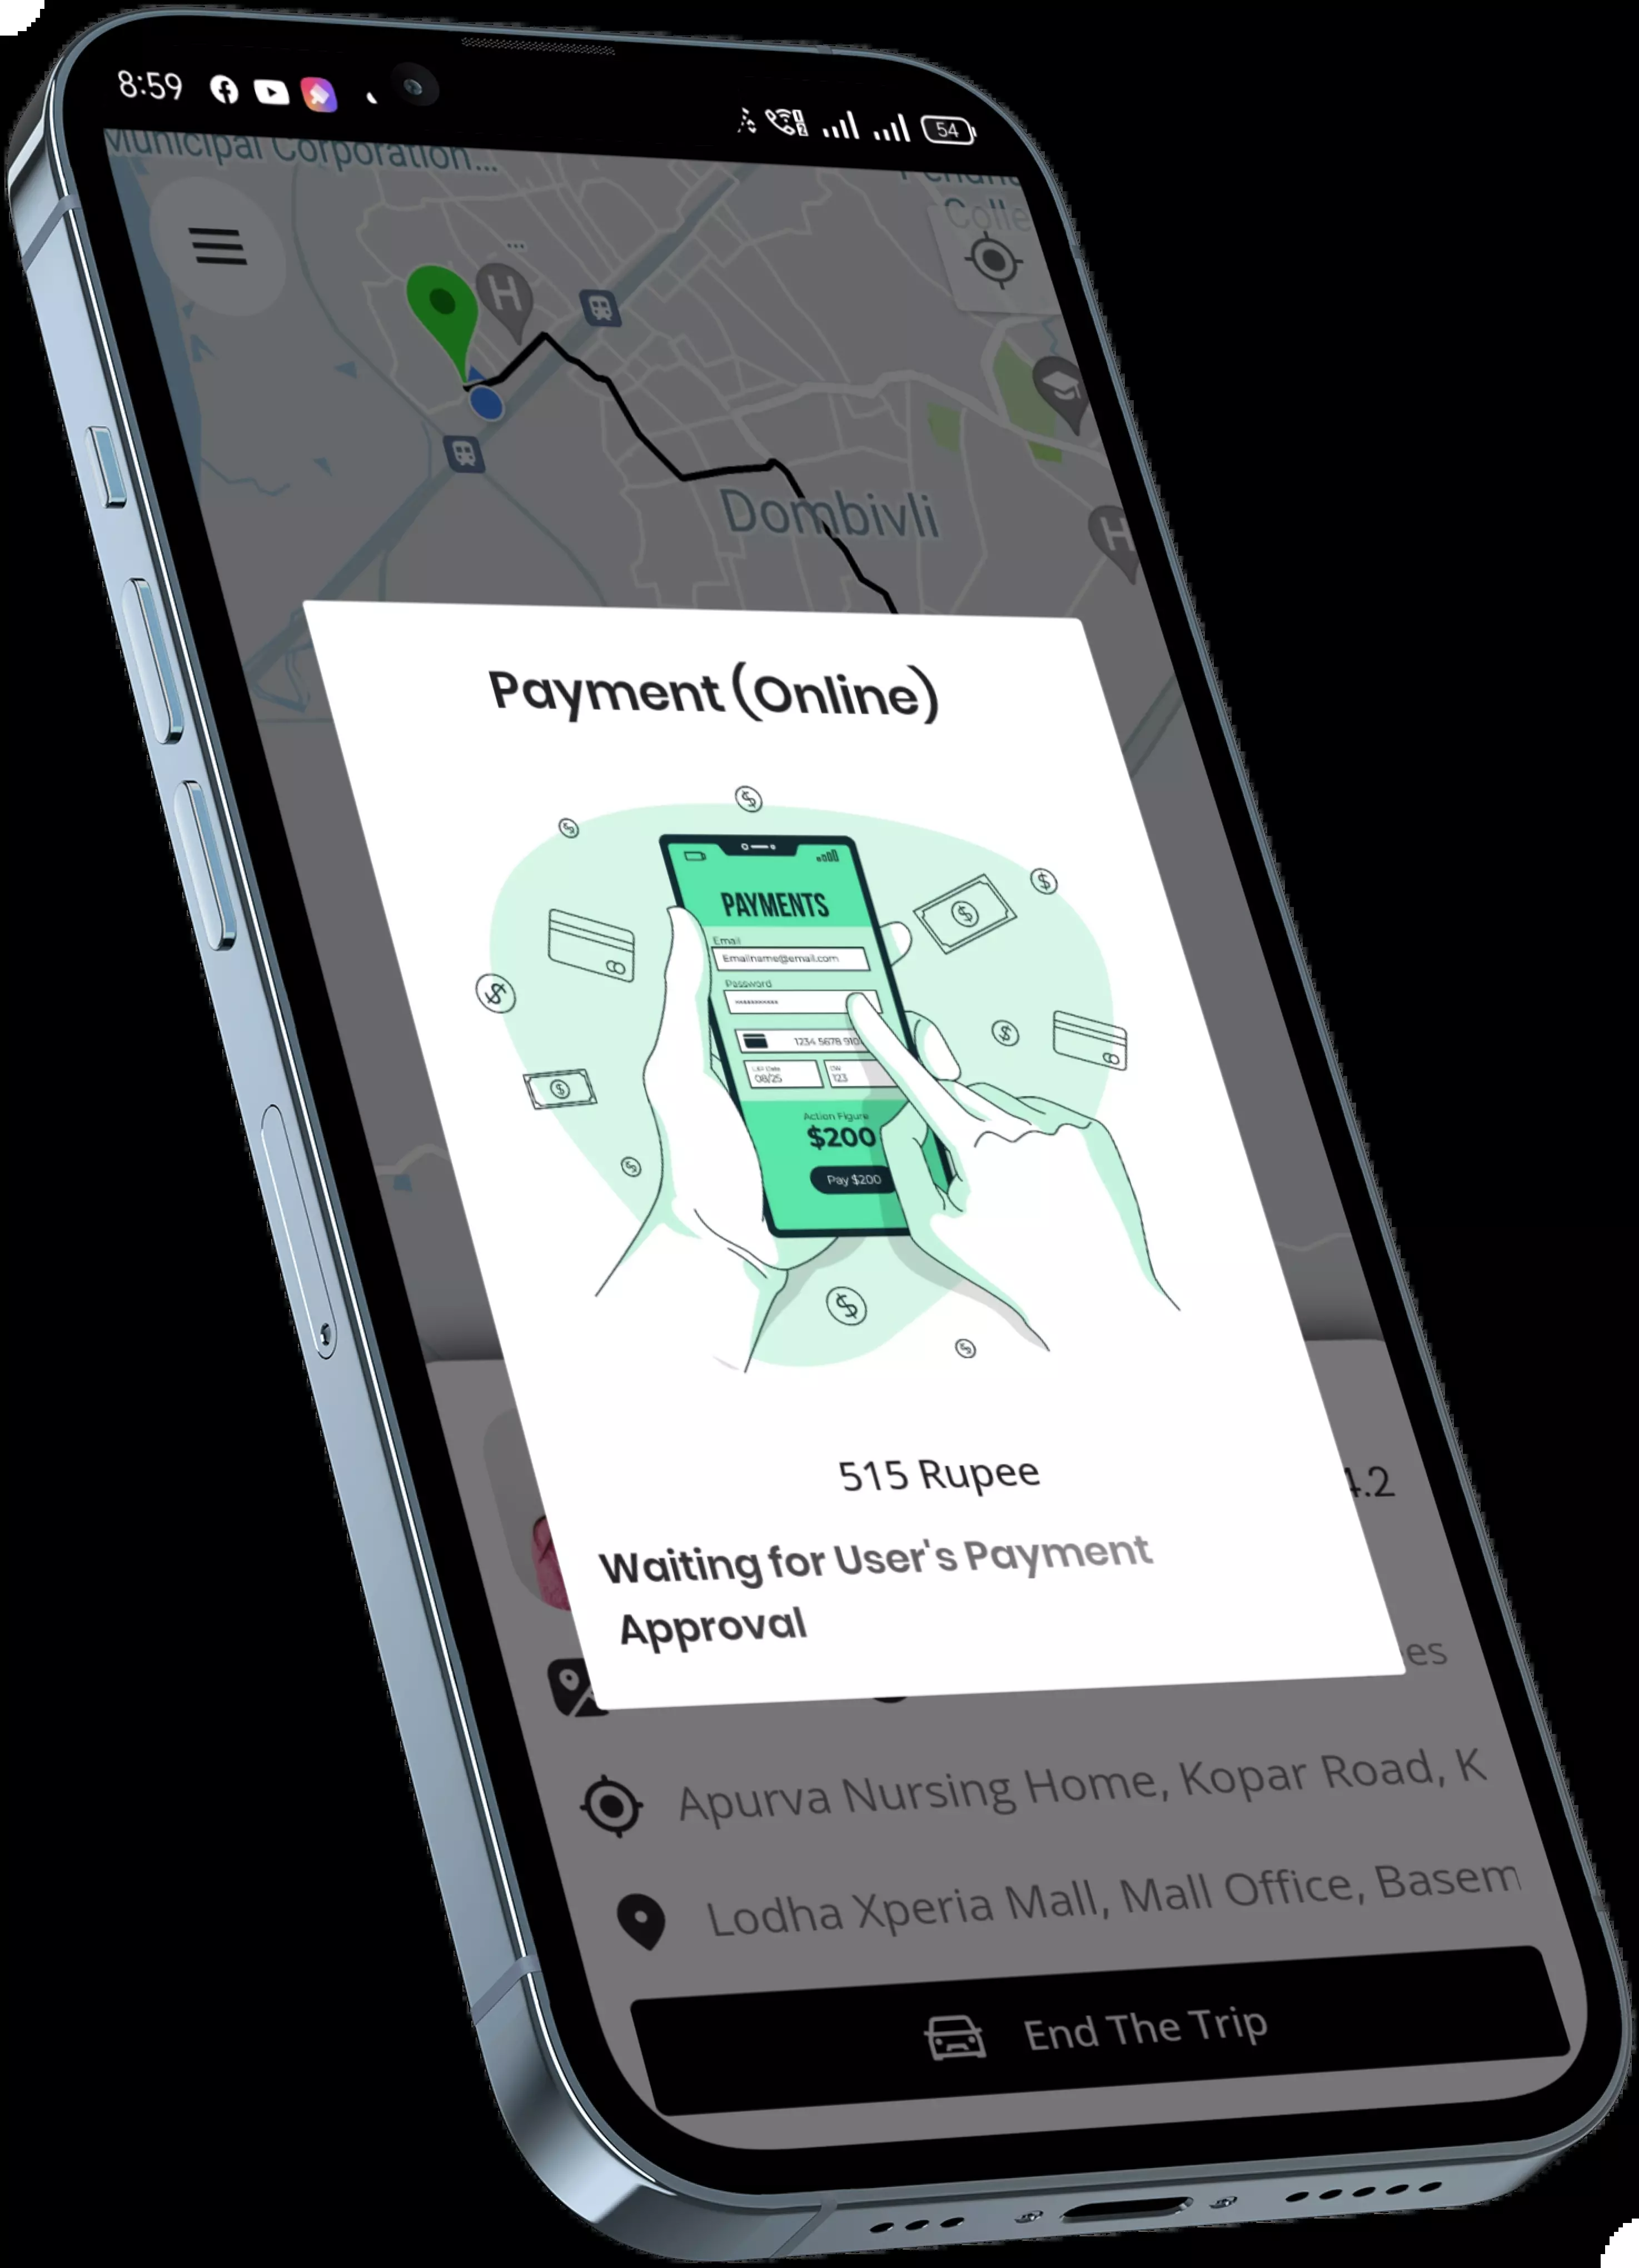 8:59
54
Municipal Corporation...
Colle
H
Dombivli
H
Payment (Online)
PAYMENTS
Email
Emailname@email.com
Password
xxxxxxxxxxx
1234 5678 910
08/25
123
Action Figure
$200
Pay $200
515 Rupee
4.2
Waiting for User's Payment
Approval
es
Apurva Nursing Home, Kopar Road, K
Lodha Xperia Mall, Mall Office, Basem
End The Trip